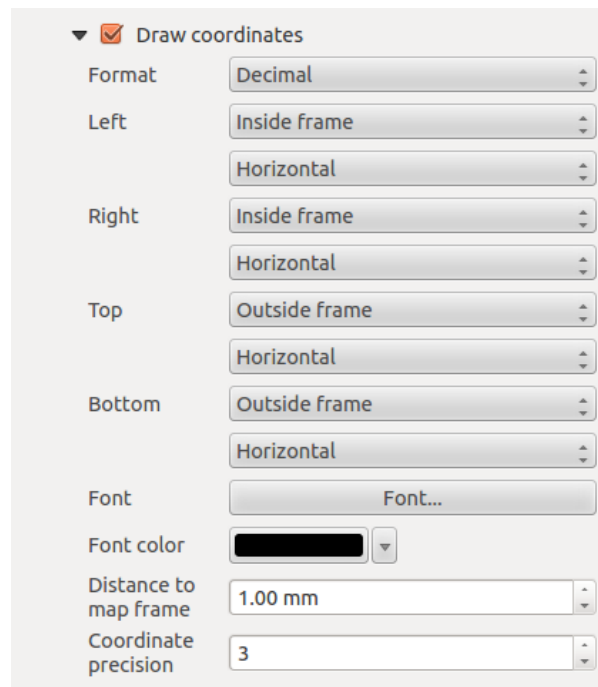 Draw coordinates
Format Decimal
Left Inside frame
Horizontal
Right Inside frame
Horizontal
Top Outside frame
Horizontal
Bottom Outside frame
Horizontal
Font Font...
Font color
Distance to
map frame 1.00 mm
Coordinate
precision 3